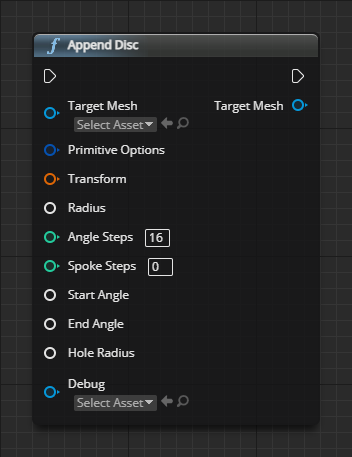 f Append Disc
Target Mesh Target Mesh
Select Asset
Primitive Options
Transform
Radius
Angle Steps 16
Spoke Steps 0
Start Angle
End Angle
Hole Radius
Debug
Select Asset